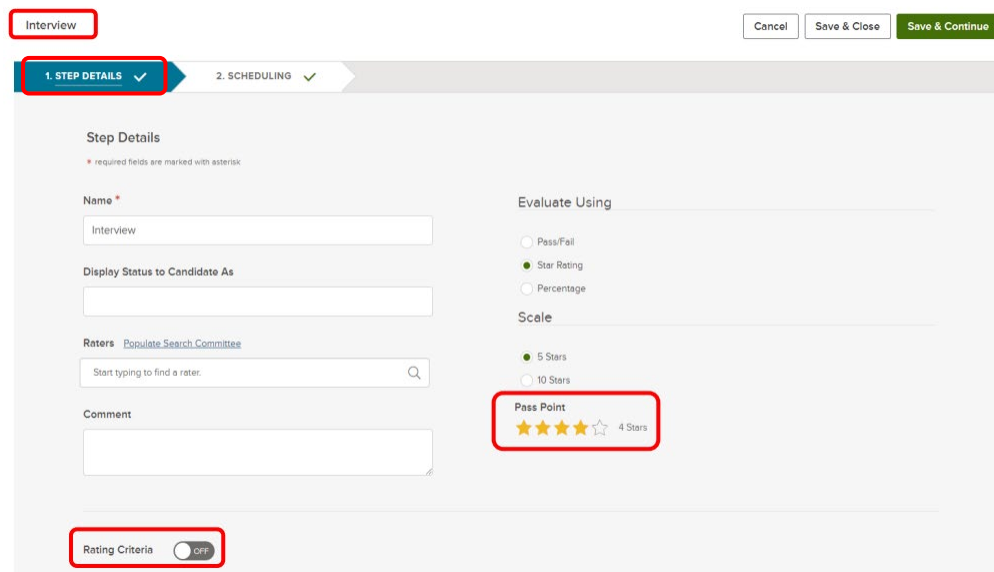 Interview
Cancel
Save & Close
Save & Continue
1. STEP DETAILS
2. SCHEDULING
Step Details
* required fields are marked with asterisk
Name *
Interview
Display Status to Candidate As
Raters Populate Search Committee
Start typing to find a rater.
Comment
Evaluate Using
Pass/Fail
Star Rating
Percentage
Scale
5 Stars
10 Stars
Pass Point
4 Stars
Rating Criteria OFF